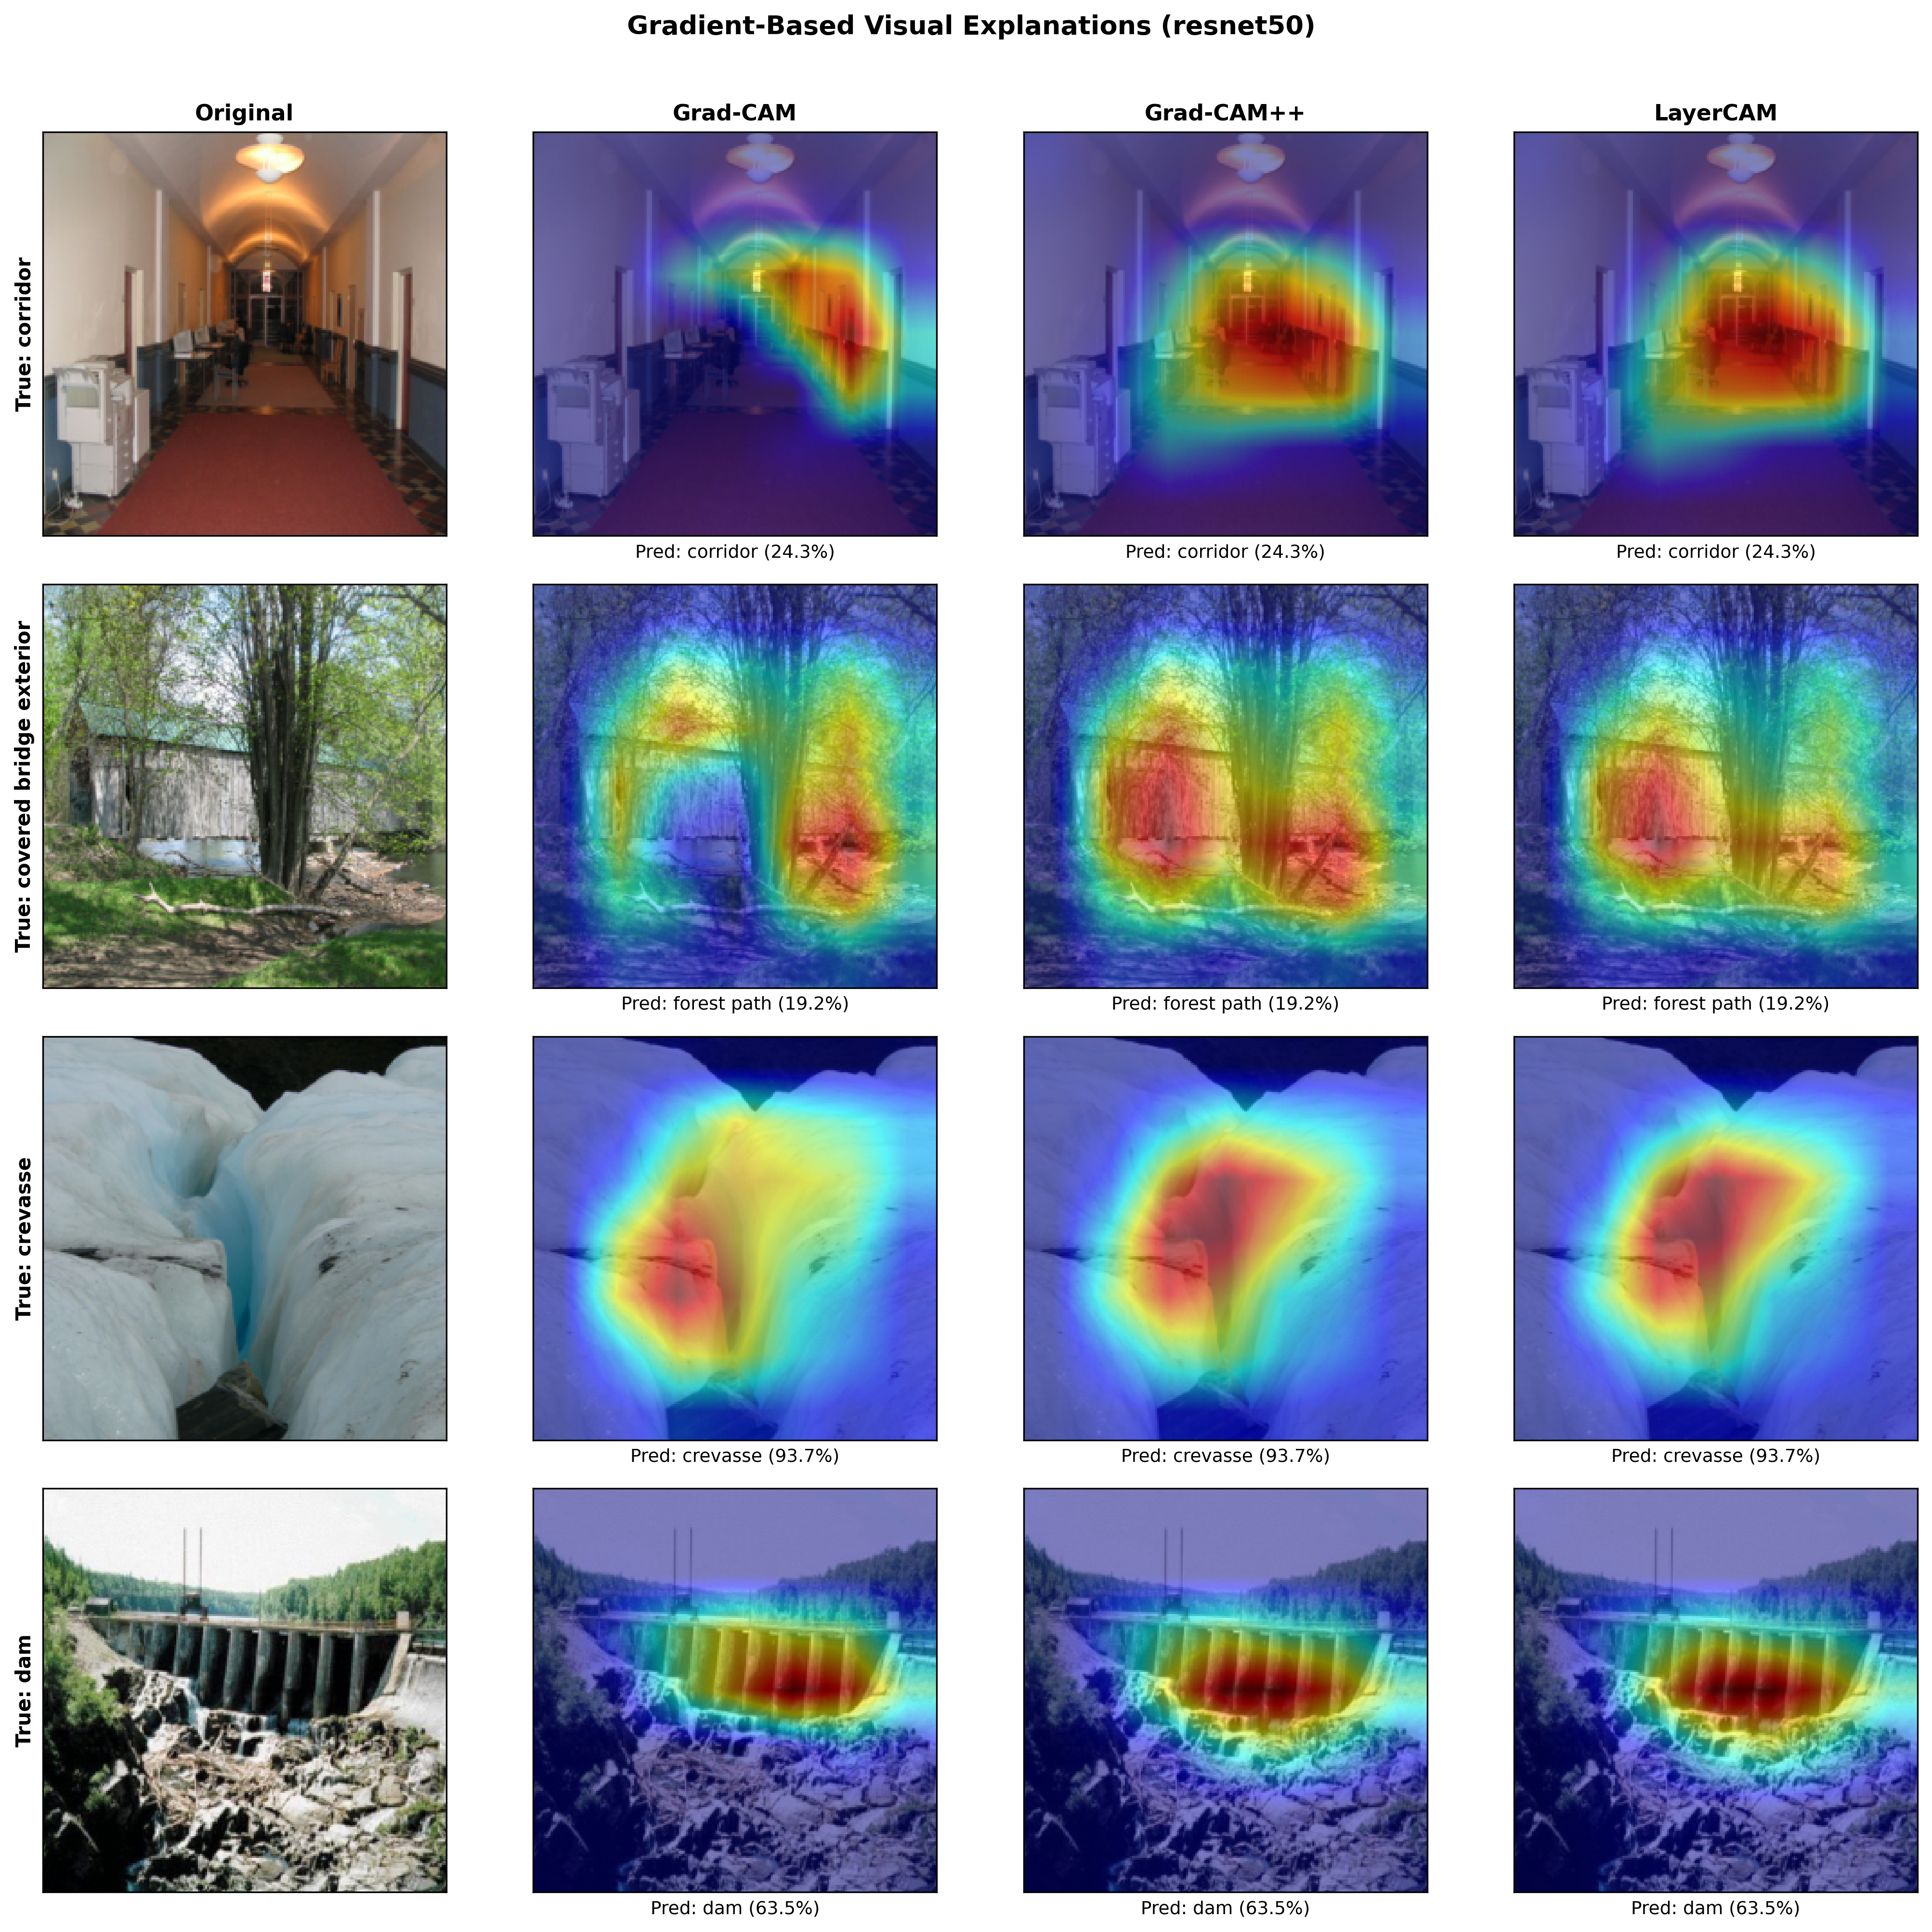 Gradient-Based Visual Explanations (resnet50)
Original
Grad-CAM
Grad-CAM++
LayerCAM
True: corridor
Pred: corridor (24.3%)
Pred: corridor (24.3%)
Pred: corridor (24.3%)
True: covered bridge exterior
Pred: forest path (19.2%)
Pred: forest path (19.2%)
Pred: forest path (19.2%)
True: crevasse
Pred: crevasse (93.7%)
Pred: crevasse (93.7%)
Pred: crevasse (93.7%)
True: dam
Pred: dam (63.5%)
Pred: dam (63.5%)
Pred: dam (63.5%)